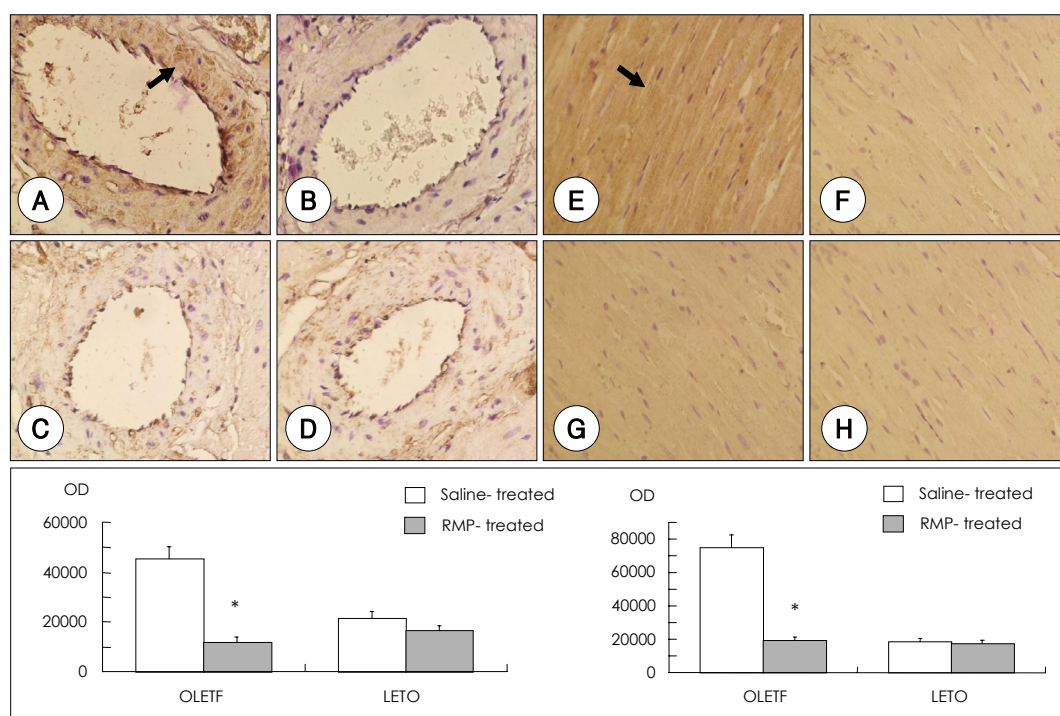 A
B
E
F
C
D
G
H
OD
Saline- treated
RMP- treated
60000
40000
20000
0
*
OLETF
LETO
OD
Saline- treated
RMP- treated
80000
60000
40000
20000
0
*
OLETF
LETO